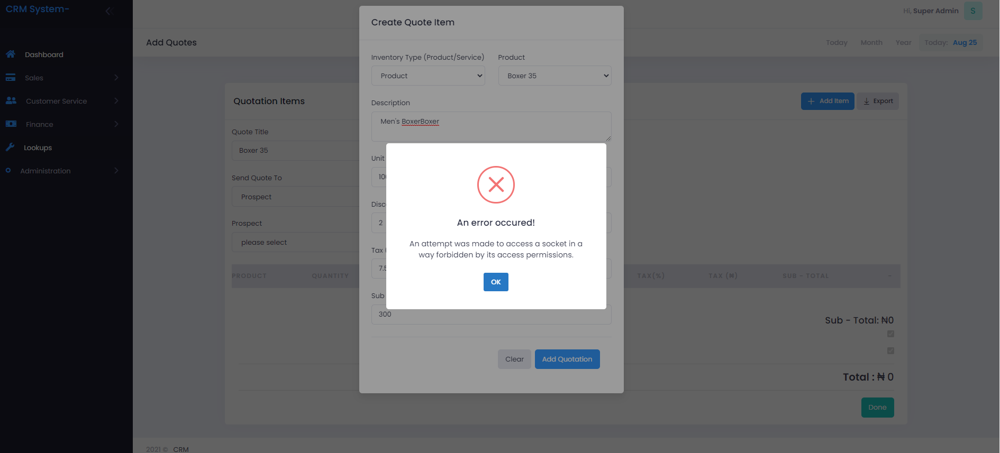 CRM System-
Hi, Super Admin
S
Add Quotes
Today
Month
Year
Today: Aug 25
Dashboard
Sales
Customer Service
Finance
Lookups
Administration
Quotation Items
Add Item
Export
Quote Title
Boxer 35
Send Quote To
Prospect
Prospect
please select
PRODUCT
QUANTITY
TAX(%)
TAX (₦)
SUB - TOTAL
-
Sub - Total: ₦0
Total : ₦ 0
Done
2021 © CRM
Create Quote Item
Inventory Type (Product/Service)
Product
Product
Boxer 35
Description
Men's BoxerBoxer
Unit
2
Tax
Sub
300
Clear
Add Quotation
An error occured!
An attempt was made to access a socket in a
way forbidden by its access permissions.
OK